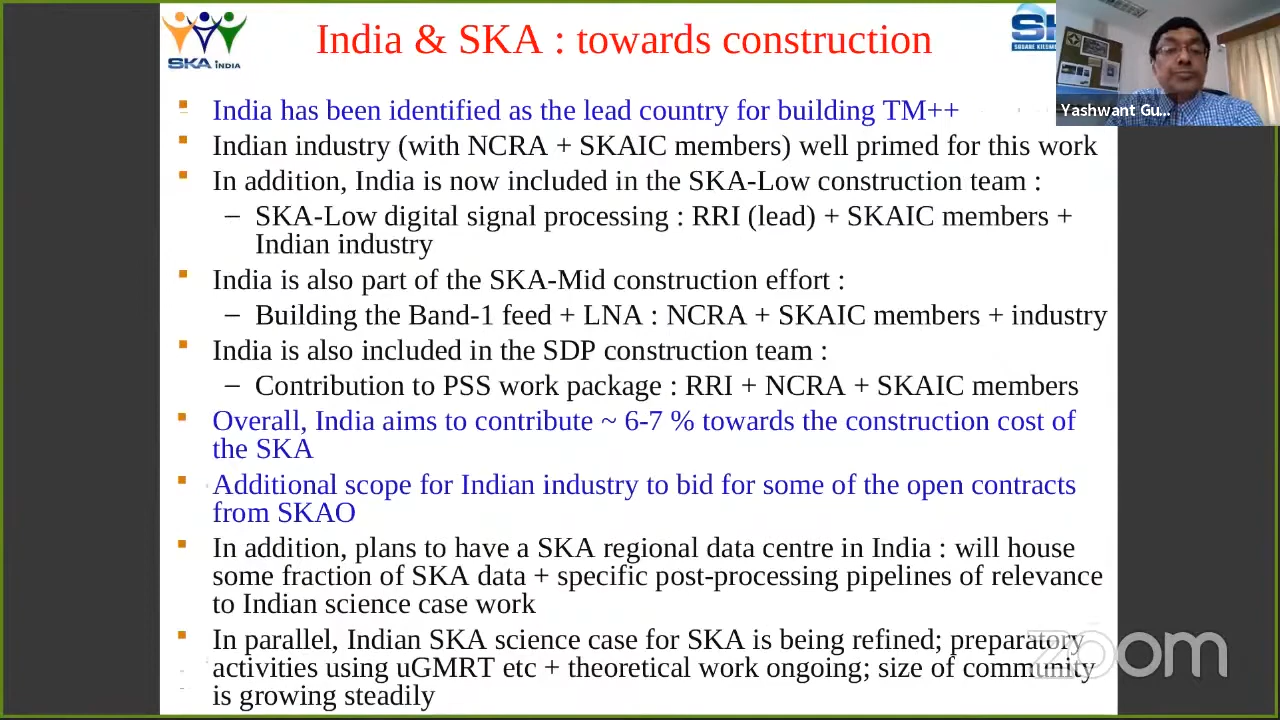 SKA INDIA
India & SKA : towards construction
Yashwant Gu...
India has been identified as the lead country for building TM++
Indian industry (with NCRA + SKAIC members) well primed for this work
In addition, India is now included in the SKA-Low construction team :
– SKA-Low digital signal processing : RRI (lead) + SKAIC members +
Indian industry
India is also part of the SKA-Mid construction effort :
– Building the Band-1 feed + LNA : NCRA + SKAIC members + industry
India is also included in the SDP construction team :
– Contribution to PSS work package : RRI + NCRA + SKAIC members
Overall, India aims to contribute ~ 6-7 % towards the construction cost of
the SKA
Additional scope for Indian industry to bid for some of the open contracts
from SKAO
In addition, plans to have a SKA regional data centre in India : will house
some fraction of SKA data + specific post-processing pipelines of relevance
to Indian science case work
In parallel, Indian SKA science case for SKA is being refined; preparatory
activities using uGMRT etc + theoretical work ongoing; size of community
is growing steadily
zoom